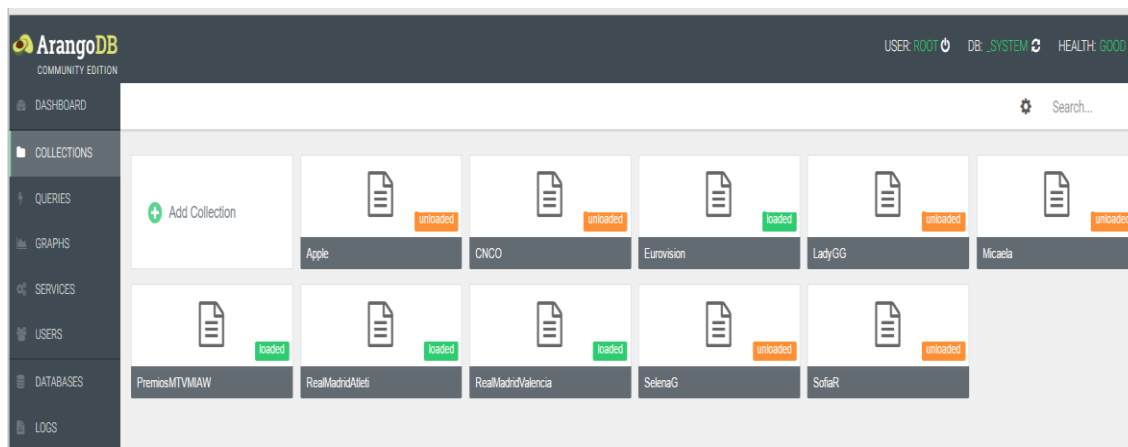 ArangoDB
COMMUNITY EDITION
USER: ROOT DB: _SYSTEM HEALTH: GOOD
DASHBOARD
Search...
COLLECTIONS
QUERIES
GRAPHS
SERVICES
USERS
DATABASES
LOGS
Add Collection
unloaded
Apple
unloaded
CNCO
loaded
Eurovision
unloaded
LadyGG
unloaded
Micaela
loaded
PremiosMTVMIAW
loaded
RealMadridAtleti
loaded
RealMadridValencia
unloaded
SelenaG
unloaded
SofiaR